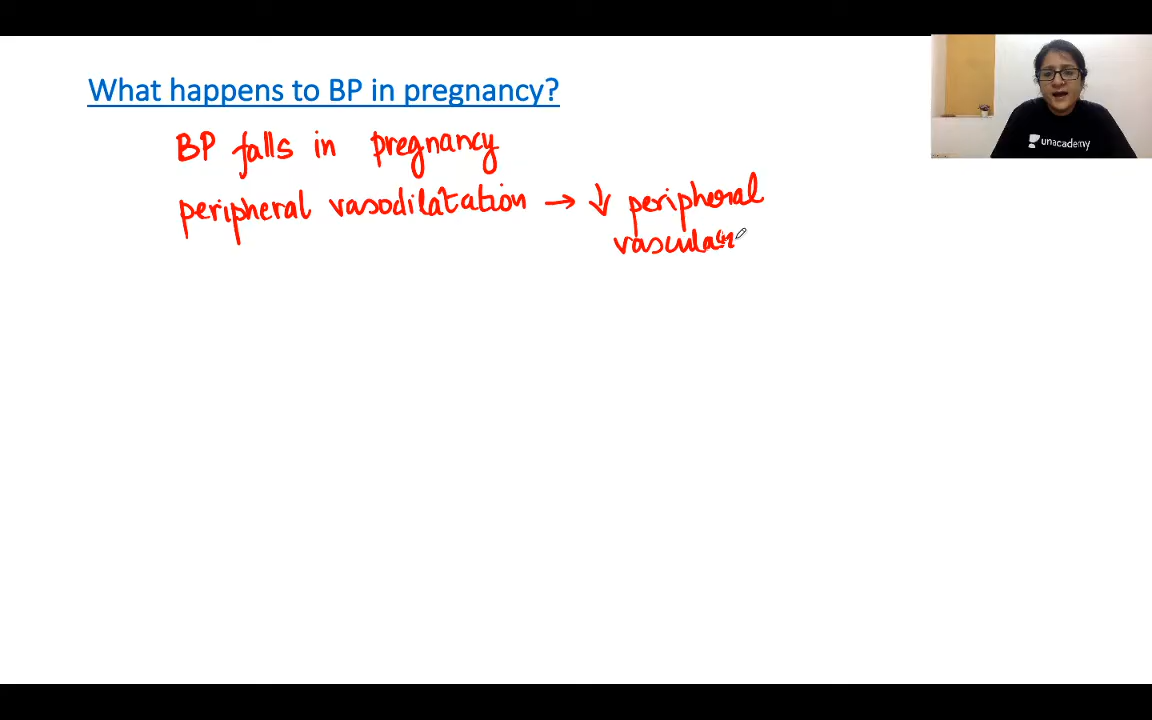 What happens to BP in pregnancy?
unacademy
BP falls in pregnancy
peripheral vasodilatation → ↓ peripheral
vascular